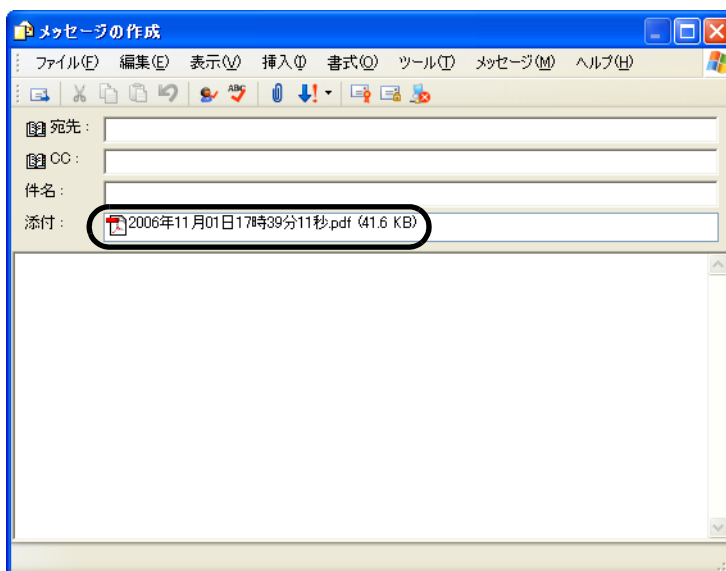 メッセージの作成
ファイル(F) 編集(E) 表示(V) 挿入(I) 書式(O) ツール(T) メッセージ(M) ヘルプ(H)
ABC
宛先:
CC:
件名:
添付: 2006年11月01日17時39分11秒.pdf (41.6 KB)